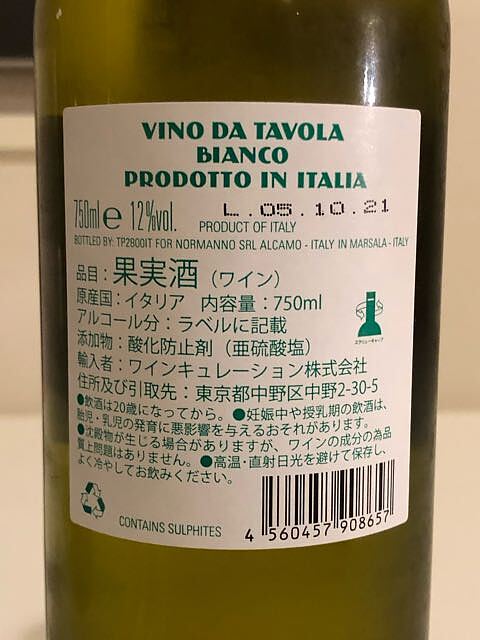 VINO DA TAVOLA
BIANCO
PRODOTTO IN ITALIA
750ml e 12%vol.
L.05.10.21
PRODUCT OF ITALY
BOTTLED BY: TP2800IT FOR NORMANNO SRL ALCAMO - ITALY IN MARSALA - ITALY
品目：果実酒（ワイン）
原産国：イタリア 内容量：750ml
アルコール分：ラベルに記載
添加物：酸化防止剤（亜硫酸塩）
輸入者：ワインキュレーション株式会社
住所及び引取先：東京都中野区中野2-30-5
●飲酒は20歳になってから。●妊娠中や授乳期の飲酒は、
胎児・乳児の発育に悪影響を与えるおそれがあります。
●沈殿物が生じる場合がありますが、ワインの成分の為品
質上問題はありません。●高温・直射日光を避けて保存し、
よく冷やしてお飲みください。
CONTAINS SULPHITES
4 560457 908657